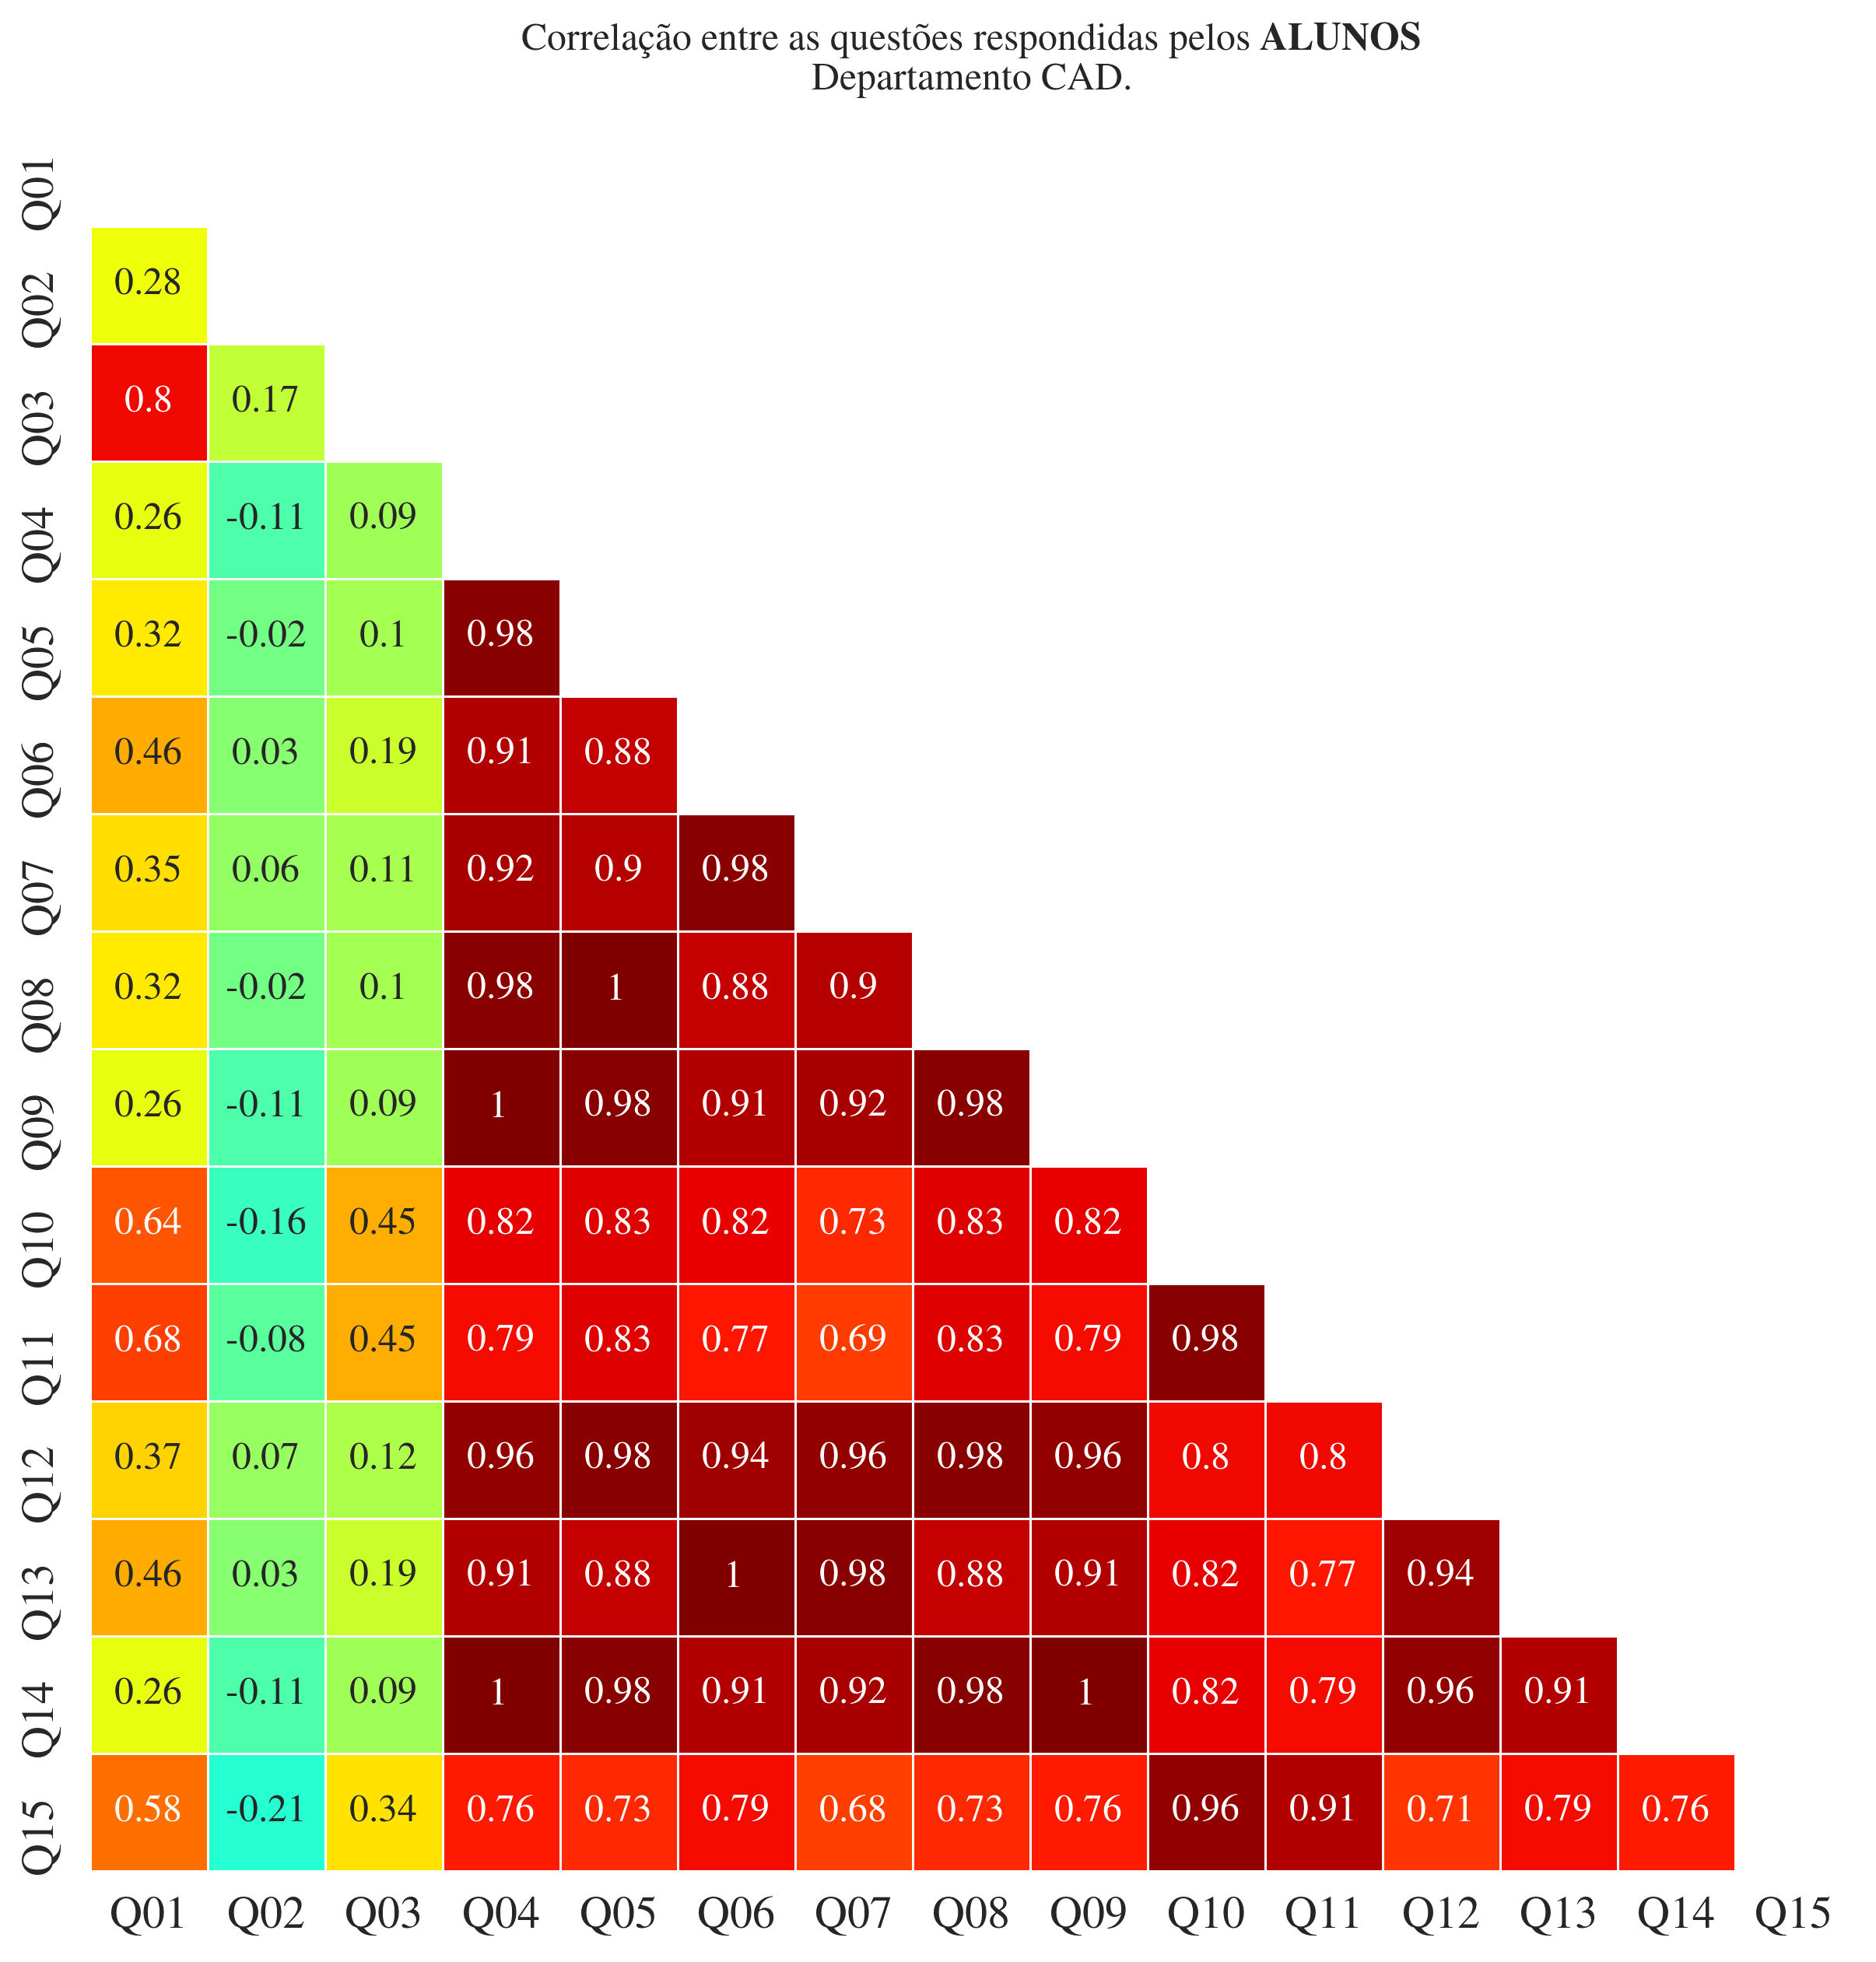 Correlação entre as questões respondidas pelos ALUNOS
Departamento CAD.
Q01
Q02 0.28
Q03 0.8 0.17
Q04 0.26 -0.11 0.09
Q05 0.32 -0.02 0.1 0.98
Q06 0.46 0.03 0.19 0.91 0.88
Q07 0.35 0.06 0.11 0.92 0.9 0.98
Q08 0.32 -0.02 0.1 0.98 1 0.88 0.9
Q09 0.26 -0.11 0.09 1 0.98 0.91 0.92 0.98
Q10 0.64 -0.16 0.45 0.82 0.83 0.82 0.73 0.83 0.82
Q11 0.68 -0.08 0.45 0.79 0.83 0.77 0.69 0.83 0.79 0.98
Q12 0.37 0.07 0.12 0.96 0.98 0.94 0.96 0.98 0.96 0.8 0.8
Q13 0.46 0.03 0.19 0.91 0.88 1 0.98 0.88 0.91 0.82 0.77 0.94
Q14 0.26 -0.11 0.09 1 0.98 0.91 0.92 0.98 1 0.82 0.79 0.96 0.91
Q15 0.58 -0.21 0.34 0.76 0.73 0.79 0.68 0.73 0.76 0.96 0.91 0.71 0.79 0.76
Q01 Q02 Q03 Q04 Q05 Q06 Q07 Q08 Q09 Q10 Q11 Q12 Q13 Q14 Q15